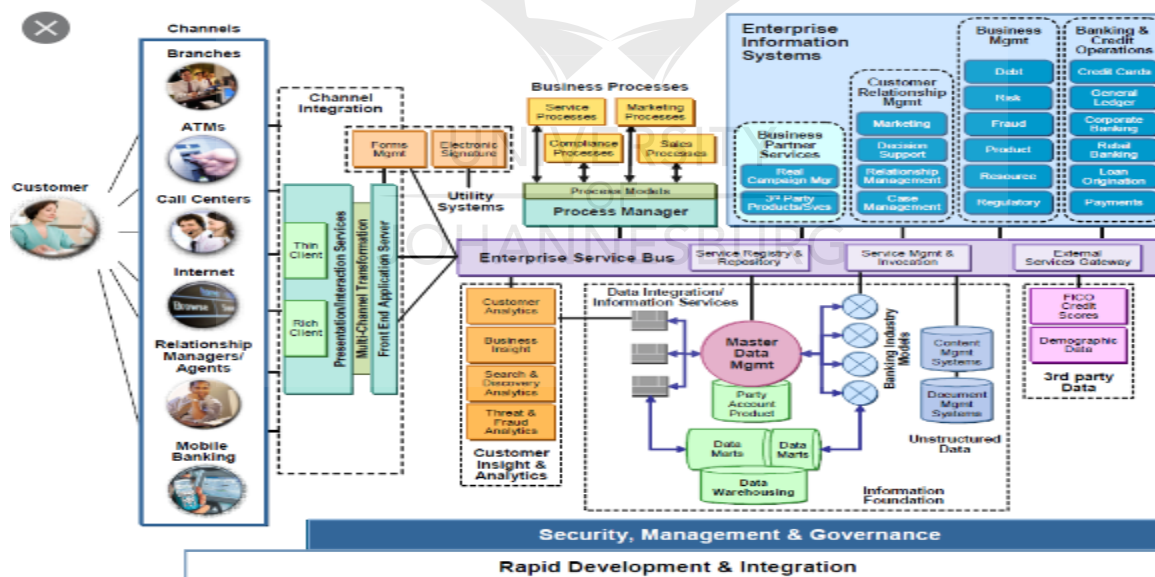 Channels
Branches
ATMs
Call Centers
Internet
Browse
Relationship
Managers/
Agents
Mobile
Banking
Customer
Channel
Integration
Thin
Client
Rich
Client
Presentation/Interaction Services
Multi-Channel Transformation
Front End Application Server
Forms
Mgmt
Electronic
Signature
Utility
Systems
Business Processes
Service
Processes
Marketing
Processes
Compliance
Processes
Sales
Processes
Process Models
Process Manager
UNIVERSITY
OF
JOHANNESBURG
Enterprise
Information
Systems
Business
Partner
Services
Real
Campaign Mgr
3rd Party
Products/Svcs
Customer
Relationship
Mgmt
Marketing
Decision
Support
Relationship
Management
Case
Management
Business
Mgmt
Debt
Risk
Fraud
Product
Resource
Regulatory
Banking &
Credit
Operations
Credit Cards
General
Ledger
Corporate
Banking
Retail
Banking
Loan
Origination
Payments
Enterprise Service Bus
Service Registry &
Repository
Service Mgmt &
Invocation
External
Services Gateway
Customer
Analytics
Business
Insight
Search &
Discovery
Analytics
Threat &
Fraud
Analytics
Customer
Insight &
Analytics
Data Integration/
Information Services
Master
Data
Mgmt
Party
Account
Product
Banking Industry
Models
Data
Marts
Data
Marts
Data
Warehousing
Content
Mgmt
Systems
Document
Mgmt
Systems
Unstructured
Data
Information
Foundation
FICO
Credit
Scores
Demographic
Data
3rd party
Data
Security, Management & Governance
Rapid Development & Integration